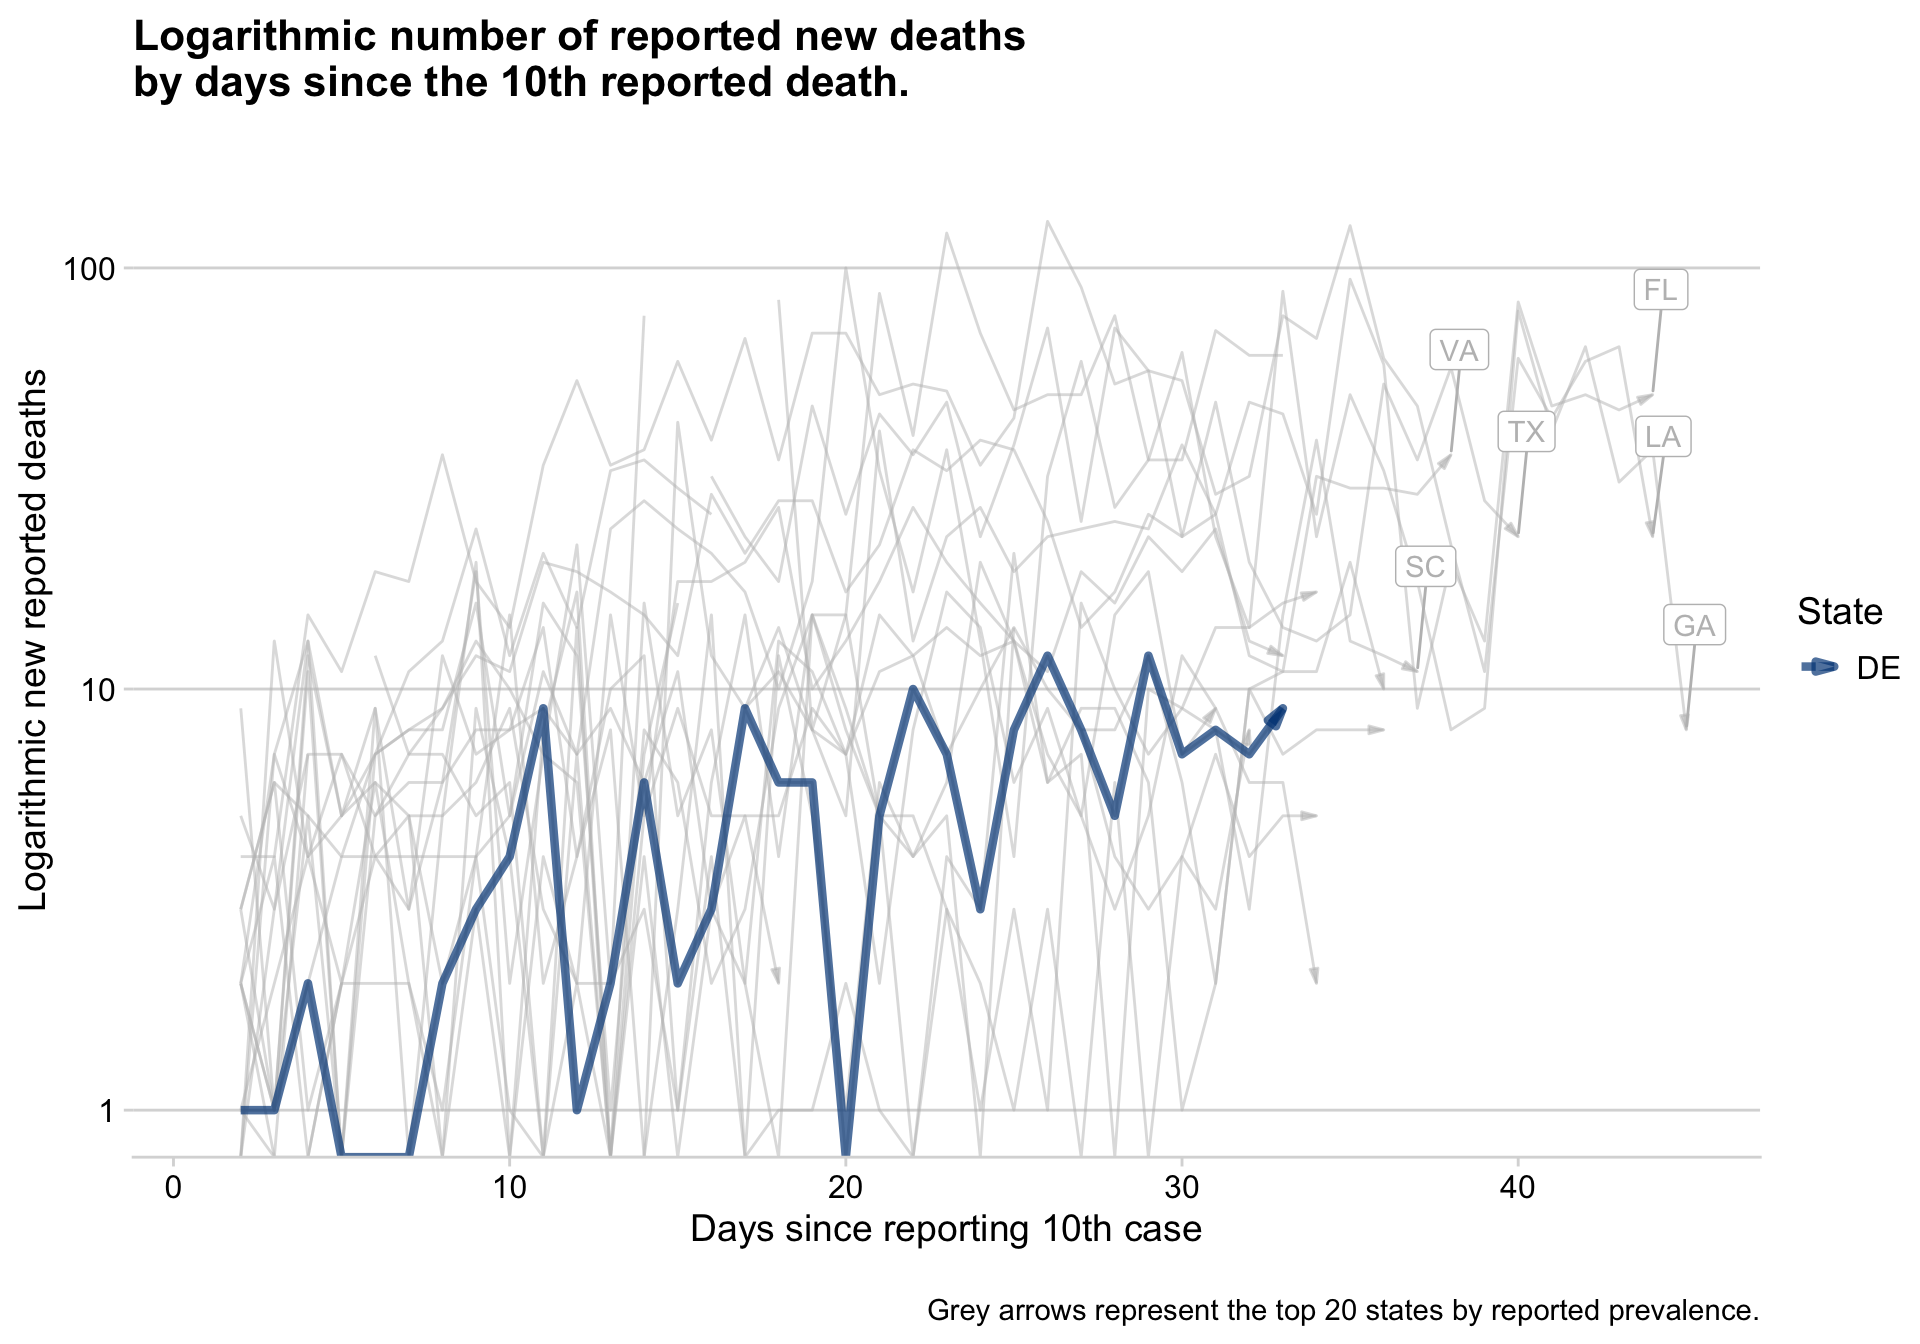 Logarithmic number of reported new deaths
by days since the 10th reported death.
Logarithmic new reported deaths
100
10
1
FL
VA
TX
LA
SC
GA
State
DE
0
10
20
30
40
Days since reporting 10th case
Grey arrows represent the top 20 states by reported prevalence.